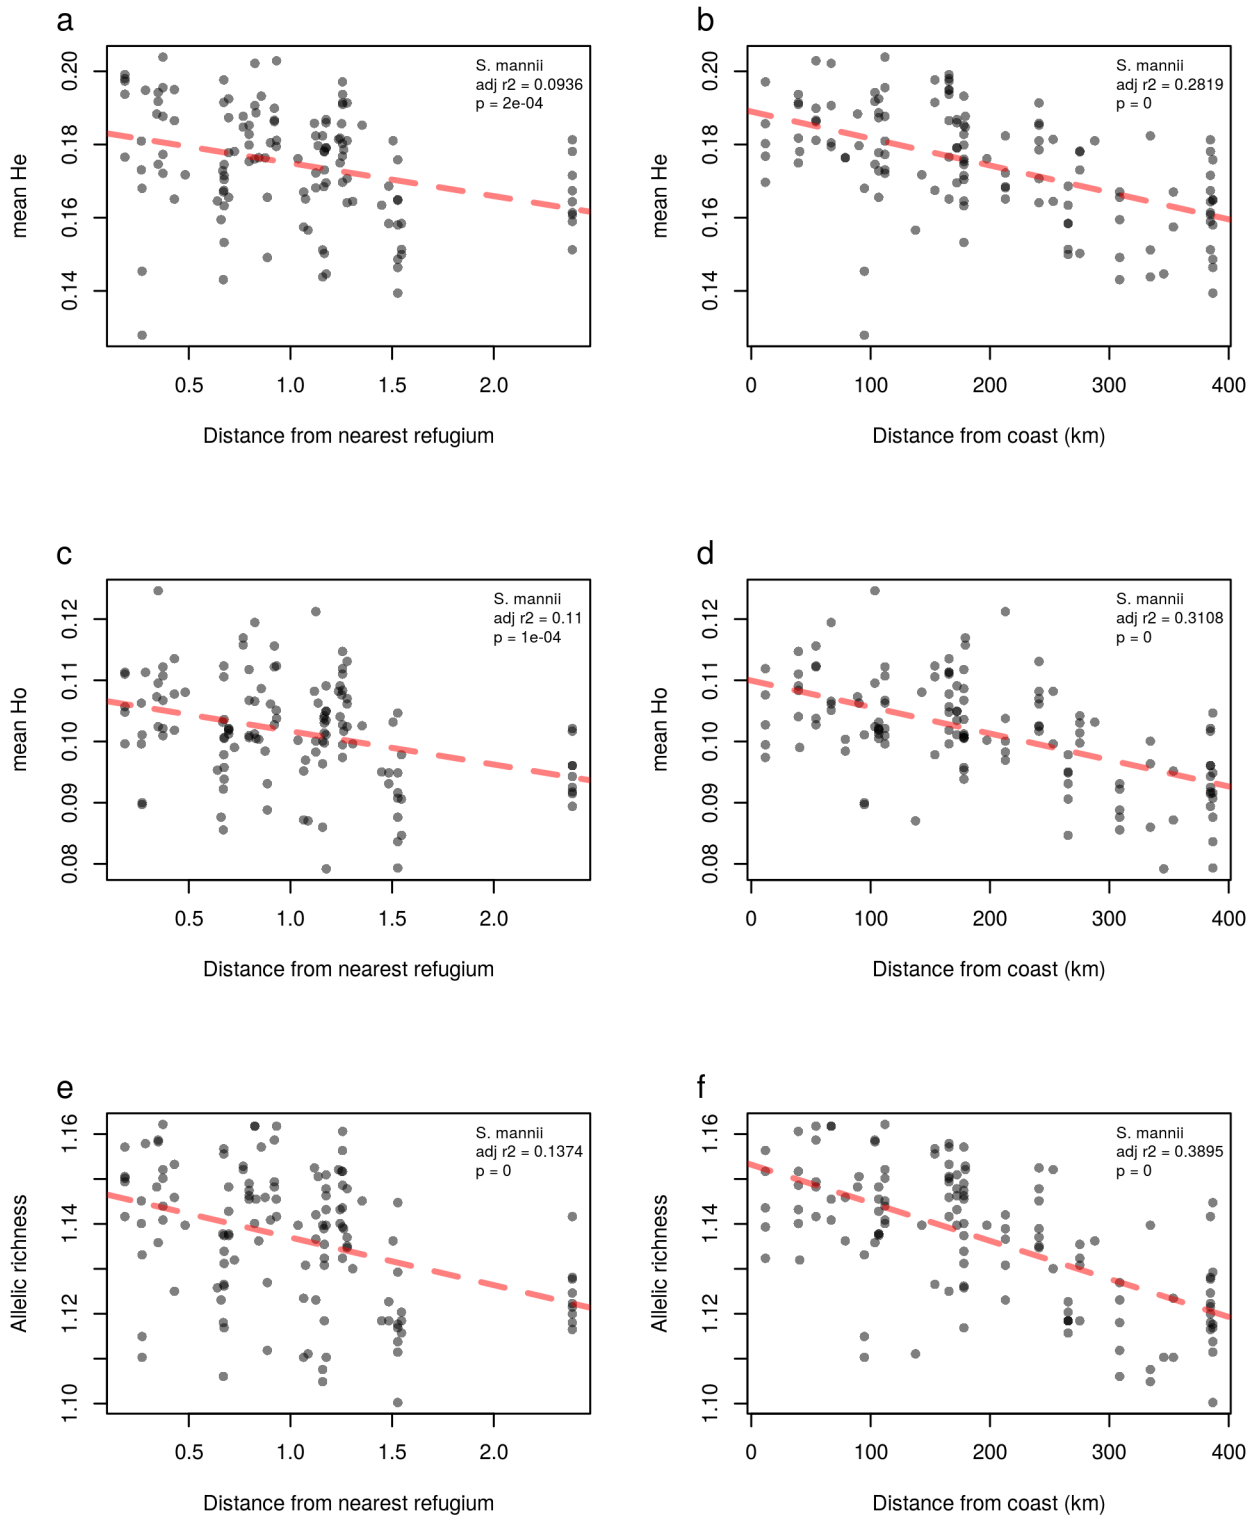 a
S. mannii
adj r2 = 0.0936
p = 2e-04
mean He
0.20
0.18
0.16
0.14
0.5 1.0 1.5 2.0
Distance from nearest refugium
b
S. mannii
adj r2 = 0.2819
p = 0
mean He
0.20
0.18
0.16
0.14
0 100 200 300 400
Distance from coast (km)
c
S. mannii
adj r2 = 0.11
p = 1e-04
mean Ho
0.12
0.11
0.10
0.09
0.08
0.5 1.0 1.5 2.0
Distance from nearest refugium
d
S. mannii
adj r2 = 0.3108
p = 0
mean Ho
0.12
0.11
0.10
0.09
0.08
0 100 200 300 400
Distance from coast (km)
e
S. mannii
adj r2 = 0.1374
p = 0
Allelic richness
1.16
1.14
1.12
1.10
0.5 1.0 1.5 2.0
Distance from nearest refugium
f
S. mannii
adj r2 = 0.3895
p = 0
Allelic richness
1.16
1.14
1.12
1.10
0 100 200 300 400
Distance from coast (km)